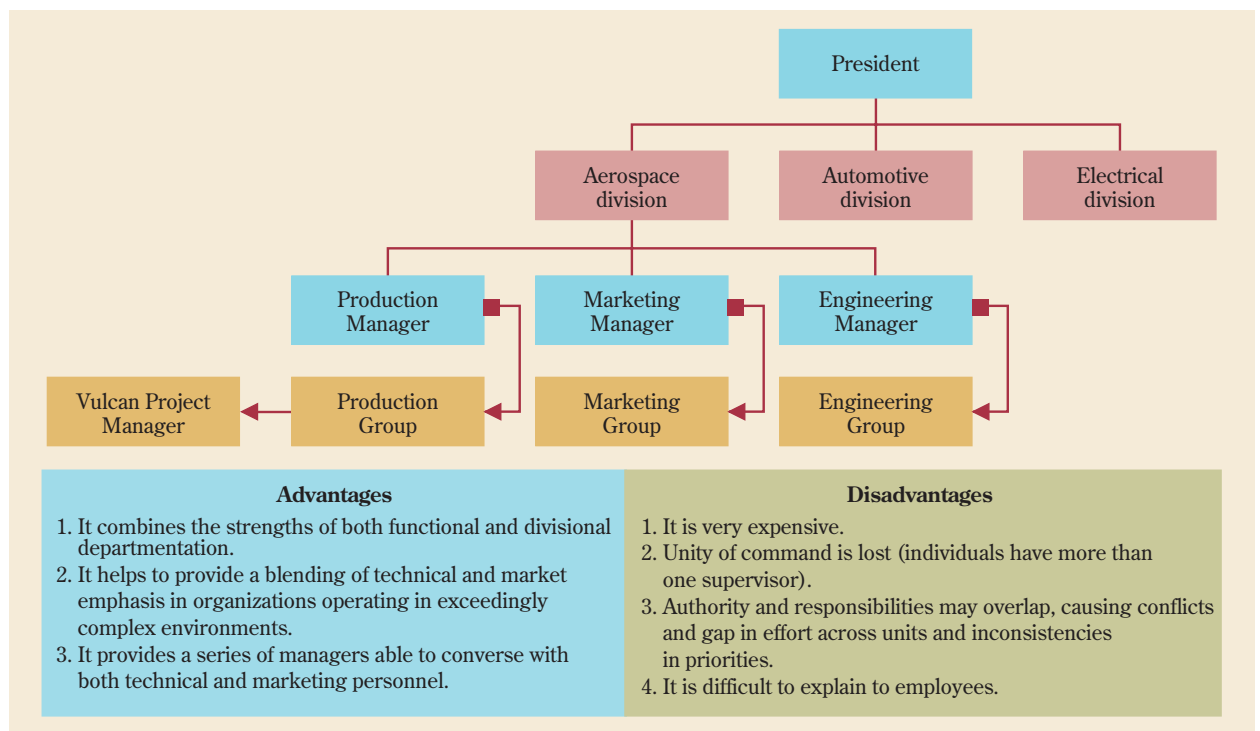 President
Aerospace
division
Automotive
division
Electrical
division
Production
Manager
Marketing
Manager
Engineering
Manager
Vulcan Project
Manager
Production
Group
Marketing
Group
Engineering
Group
Advantages
1. It combines the strengths of both functional and divisional
departmentation.
2. It helps to provide a blending of technical and market
emphasis in organizations operating in exceedingly
complex environments.
3. It provides a series of managers able to converse with
both technical and marketing personnel.
Disadvantages
1. It is very expensive.
2. Unity of command is lost (individuals have more than
one supervisor).
3. Authority and responsibilities may overlap, causing conflicts
and gap in effort across units and inconsistencies
in priorities.
4. It is difficult to explain to employees.